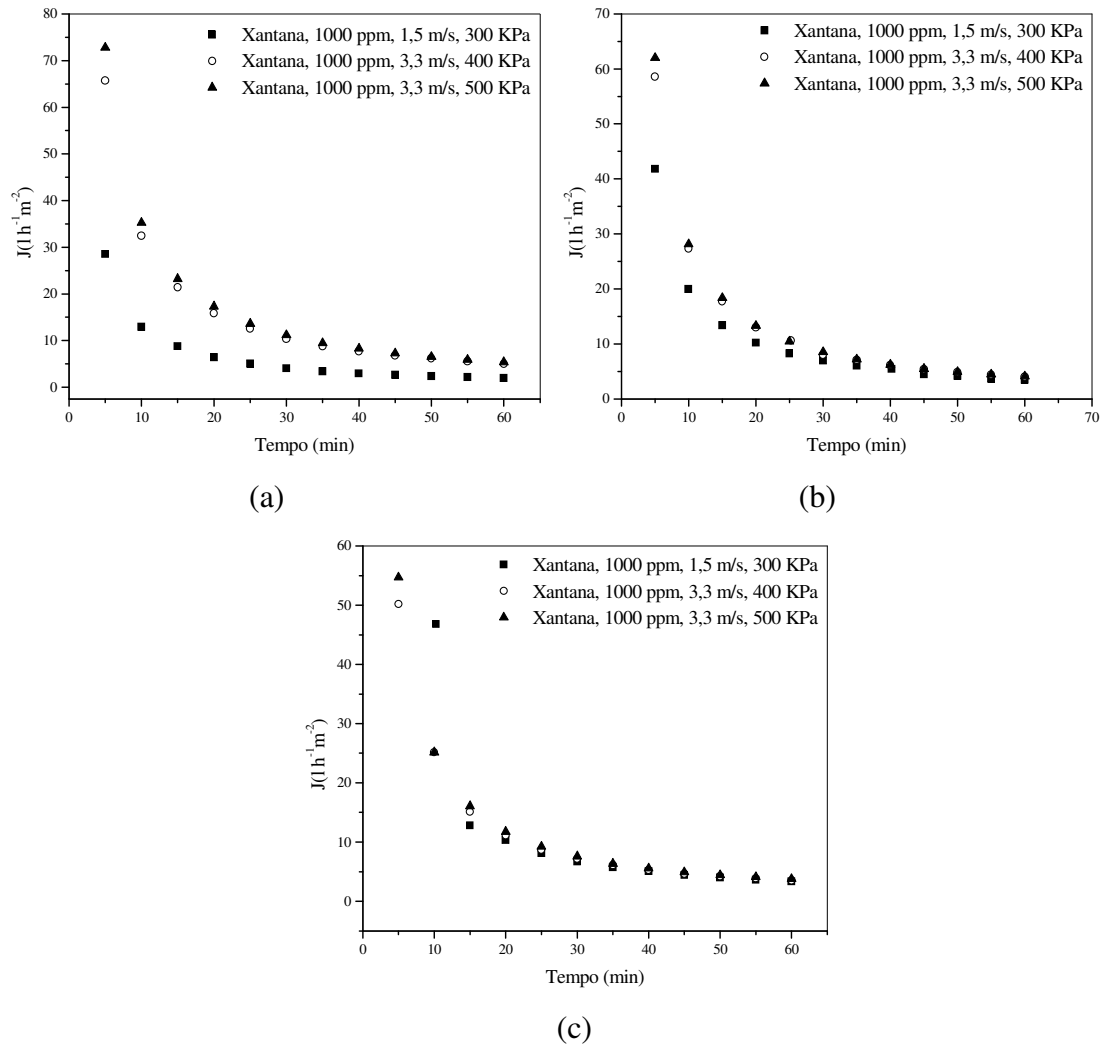 Xantana, 1000 ppm, 1,5 m/s, 300 KPa
Xantana, 1000 ppm, 3,3 m/s, 400 KPa
Xantana, 1000 ppm, 3,3 m/s, 500 KPa
80
70
60
50
40
30
20
10
0
J(l h⁻¹m⁻²)
0 10 20 30 40 50 60
Tempo (min)
(a)
Xantana, 1000 ppm, 1,5 m/s, 300 KPa
Xantana, 1000 ppm, 3,3 m/s, 400 KPa
Xantana, 1000 ppm, 3,3 m/s, 500 KPa
70
60
50
40
30
20
10
0
J(l h⁻¹m⁻²)
0 10 20 30 40 50 60 70
Tempo (min)
(b)
Xantana, 1000 ppm, 1,5 m/s, 300 KPa
Xantana, 1000 ppm, 3,3 m/s, 400 KPa
Xantana, 1000 ppm, 3,3 m/s, 500 KPa
60
50
40
30
20
10
0
J(l h⁻¹m⁻²)
0 10 20 30 40 50 60
Tempo (min)
(c)